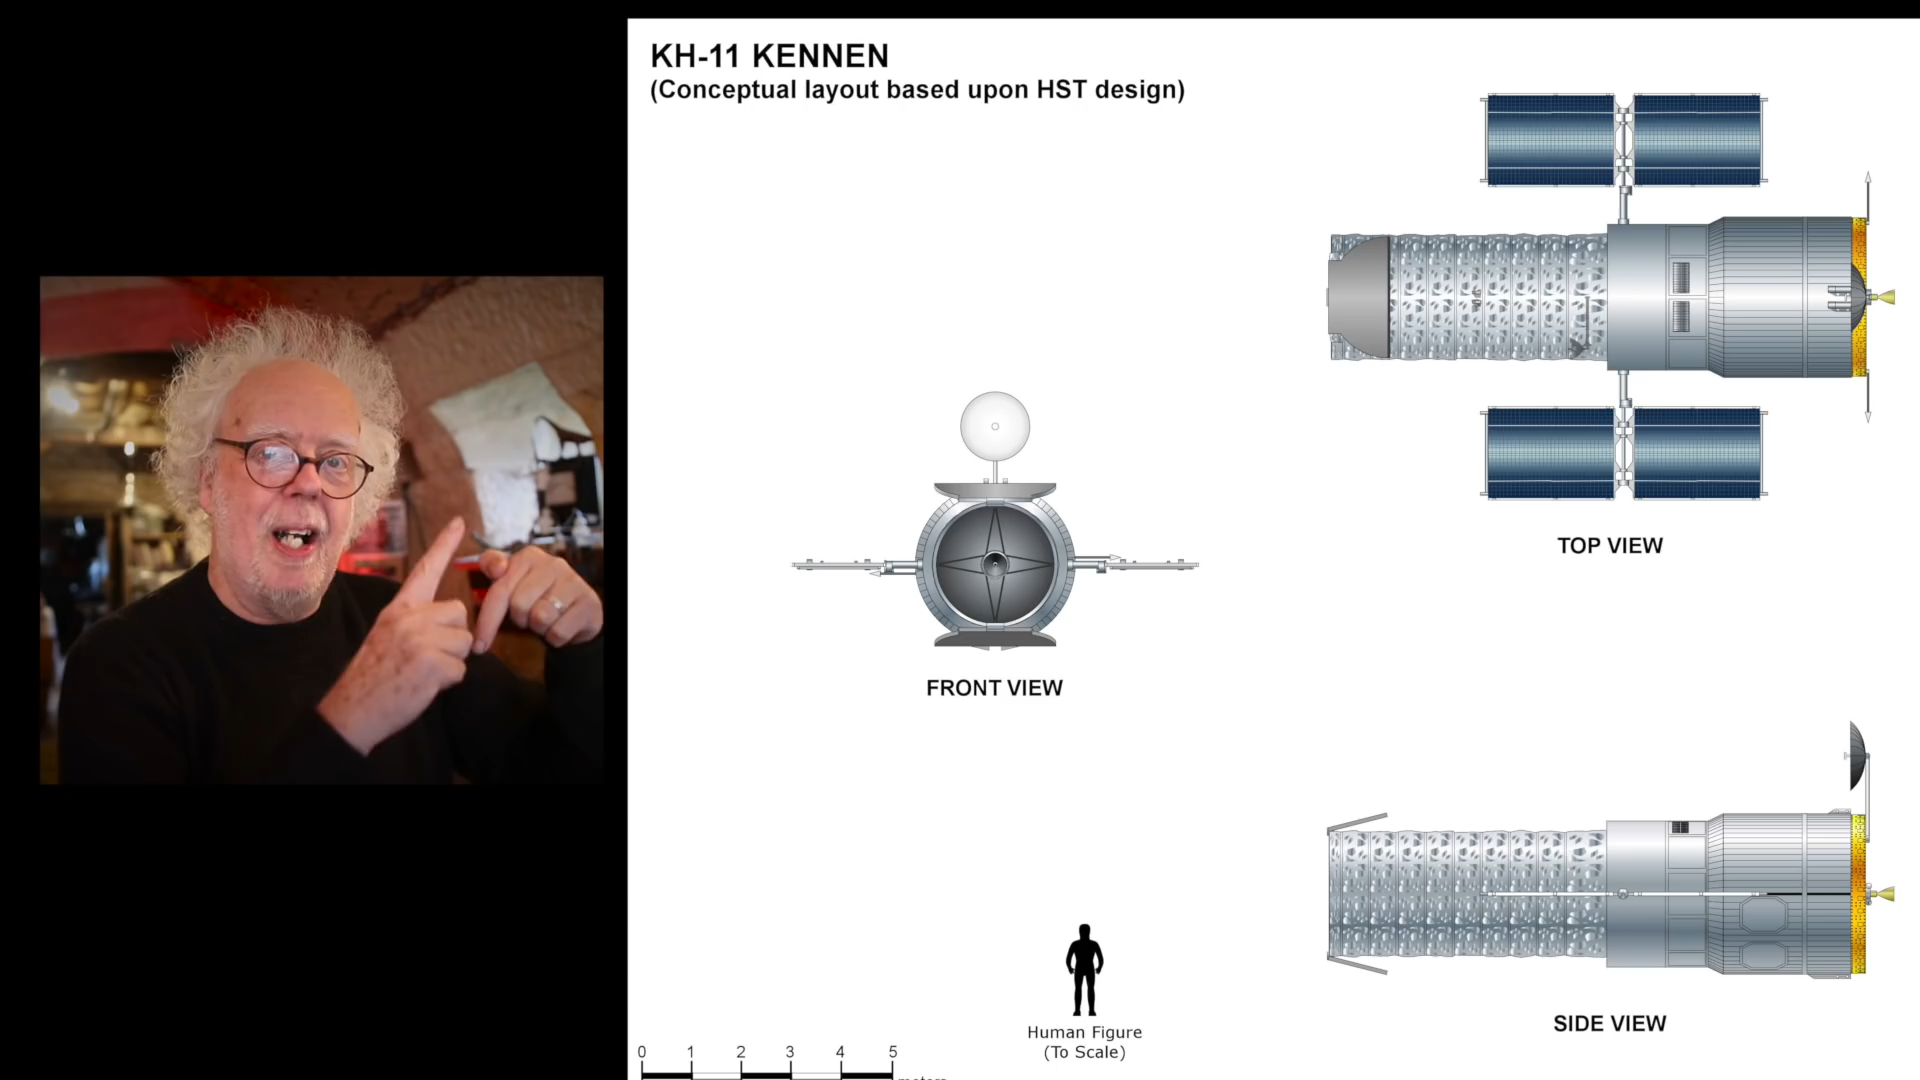 KH-11 KENNEN
(Conceptual layout based upon HST design)
TOP VIEW
FRONT VIEW
SIDE VIEW
Human Figure
(To Scale)
0 1 2 3 4 5